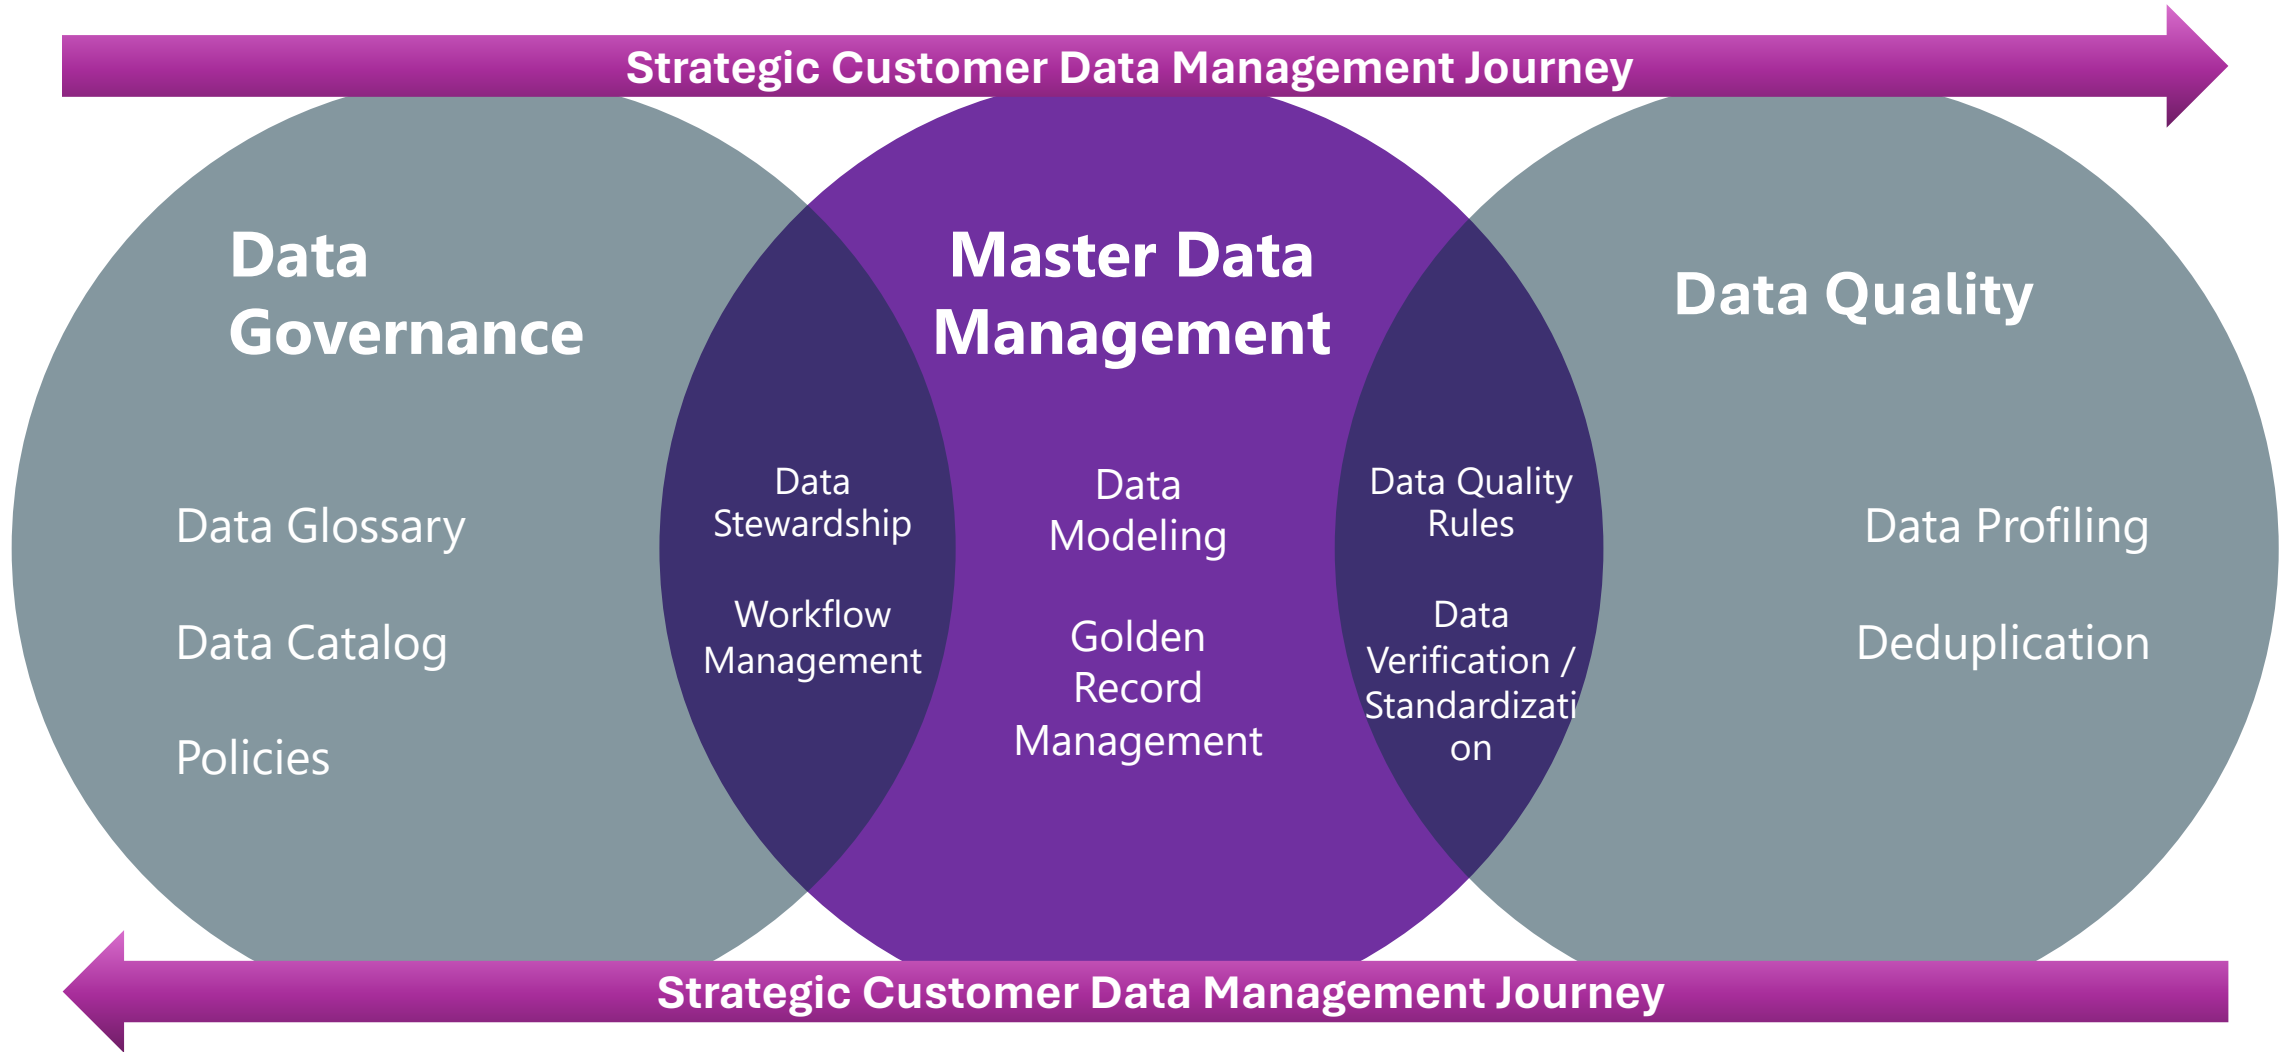 Strategic Customer Data Management Journey
Data
Governance
Data Glossary
Data Catalog
Policies
Data
Stewardship
Workflow
Management
Master Data
Management
Data
Modeling
Golden
Record
Management
Data Quality
Rules
Data
Verification /
Standardizati
on
Data Quality
Data Profiling
Deduplication
Strategic Customer Data Management Journey